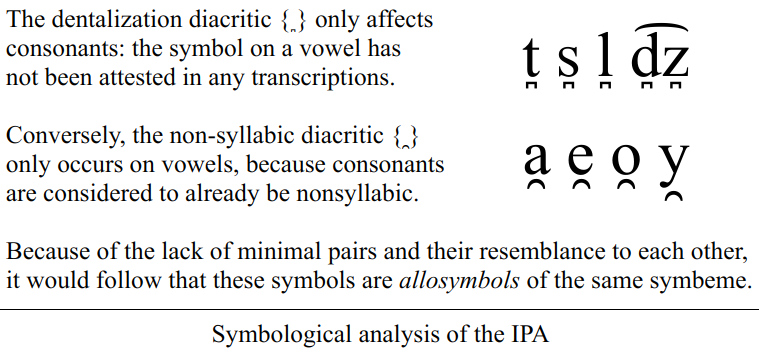 The dentalization diacritic {◌̪} only affects
consonants: the symbol on a vowel has
not been attested in any transcriptions.
t̪ s̪ l̪ d̪͡z̪
Conversely, the non-syllabic diacritic {◌̯}
only occurs on vowels, because consonants
are considered to already be nonsyllabic.
a̯ e̯ o̯ y̯
Because of the lack of minimal pairs and their resemblance to each other,
it would follow that these symbols are allosymbols of the same symbeme.
Symbological analysis of the IPA